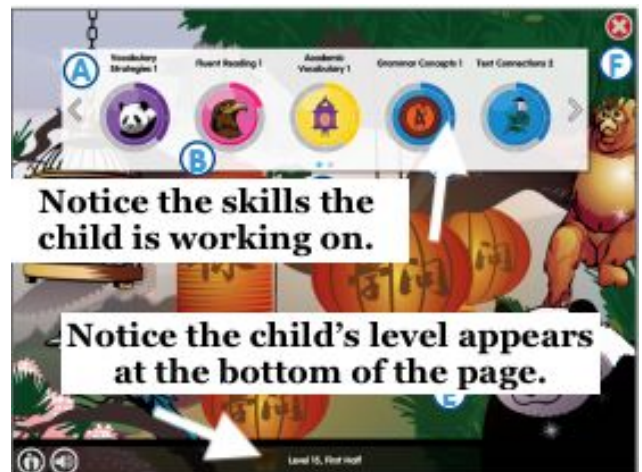 Vocabulary Strategies 1
Fluent Reading 1
Academic Vocabulary 1
Grammar Concepts 1
Text Connections 2
A
F
B
Notice the skills the
child is working on.
Notice the child's level appears
at the bottom of the page.
E
Level 15, First Half